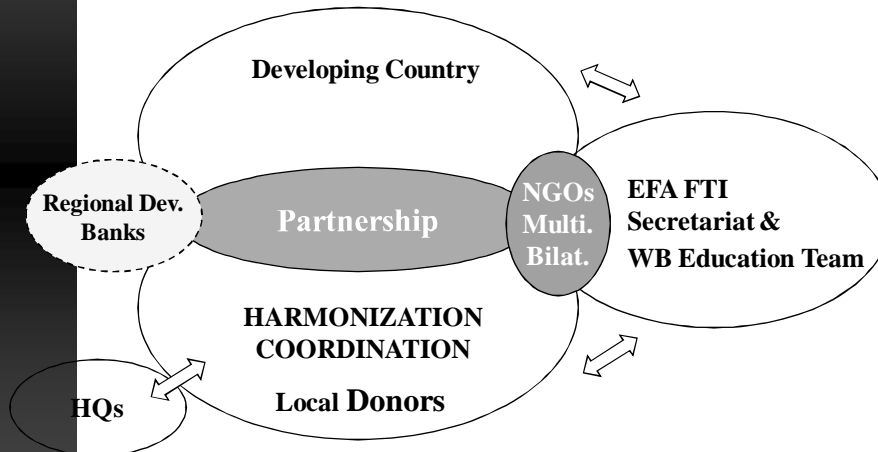 Developing Country
Regional Dev.
Banks
Partnership
NGOs
Multi.
Bilat.
EFA FTI
Secretariat &
WB Education Team
HARMONIZATION
COORDINATION
Local Donors
HQs